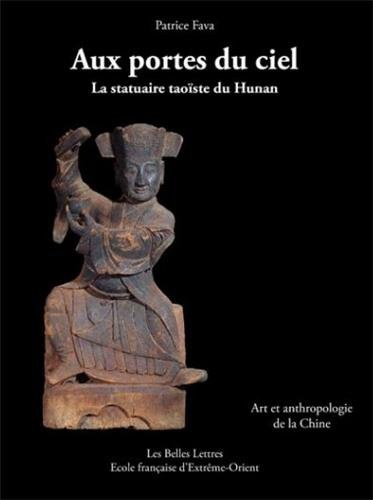 Patrice Fava
Aux portes du ciel
La statuaire taoïste du Hunan
Art et anthropologie
de la Chine
Les Belles Lettres
Ecole française d'Extrême-Orient